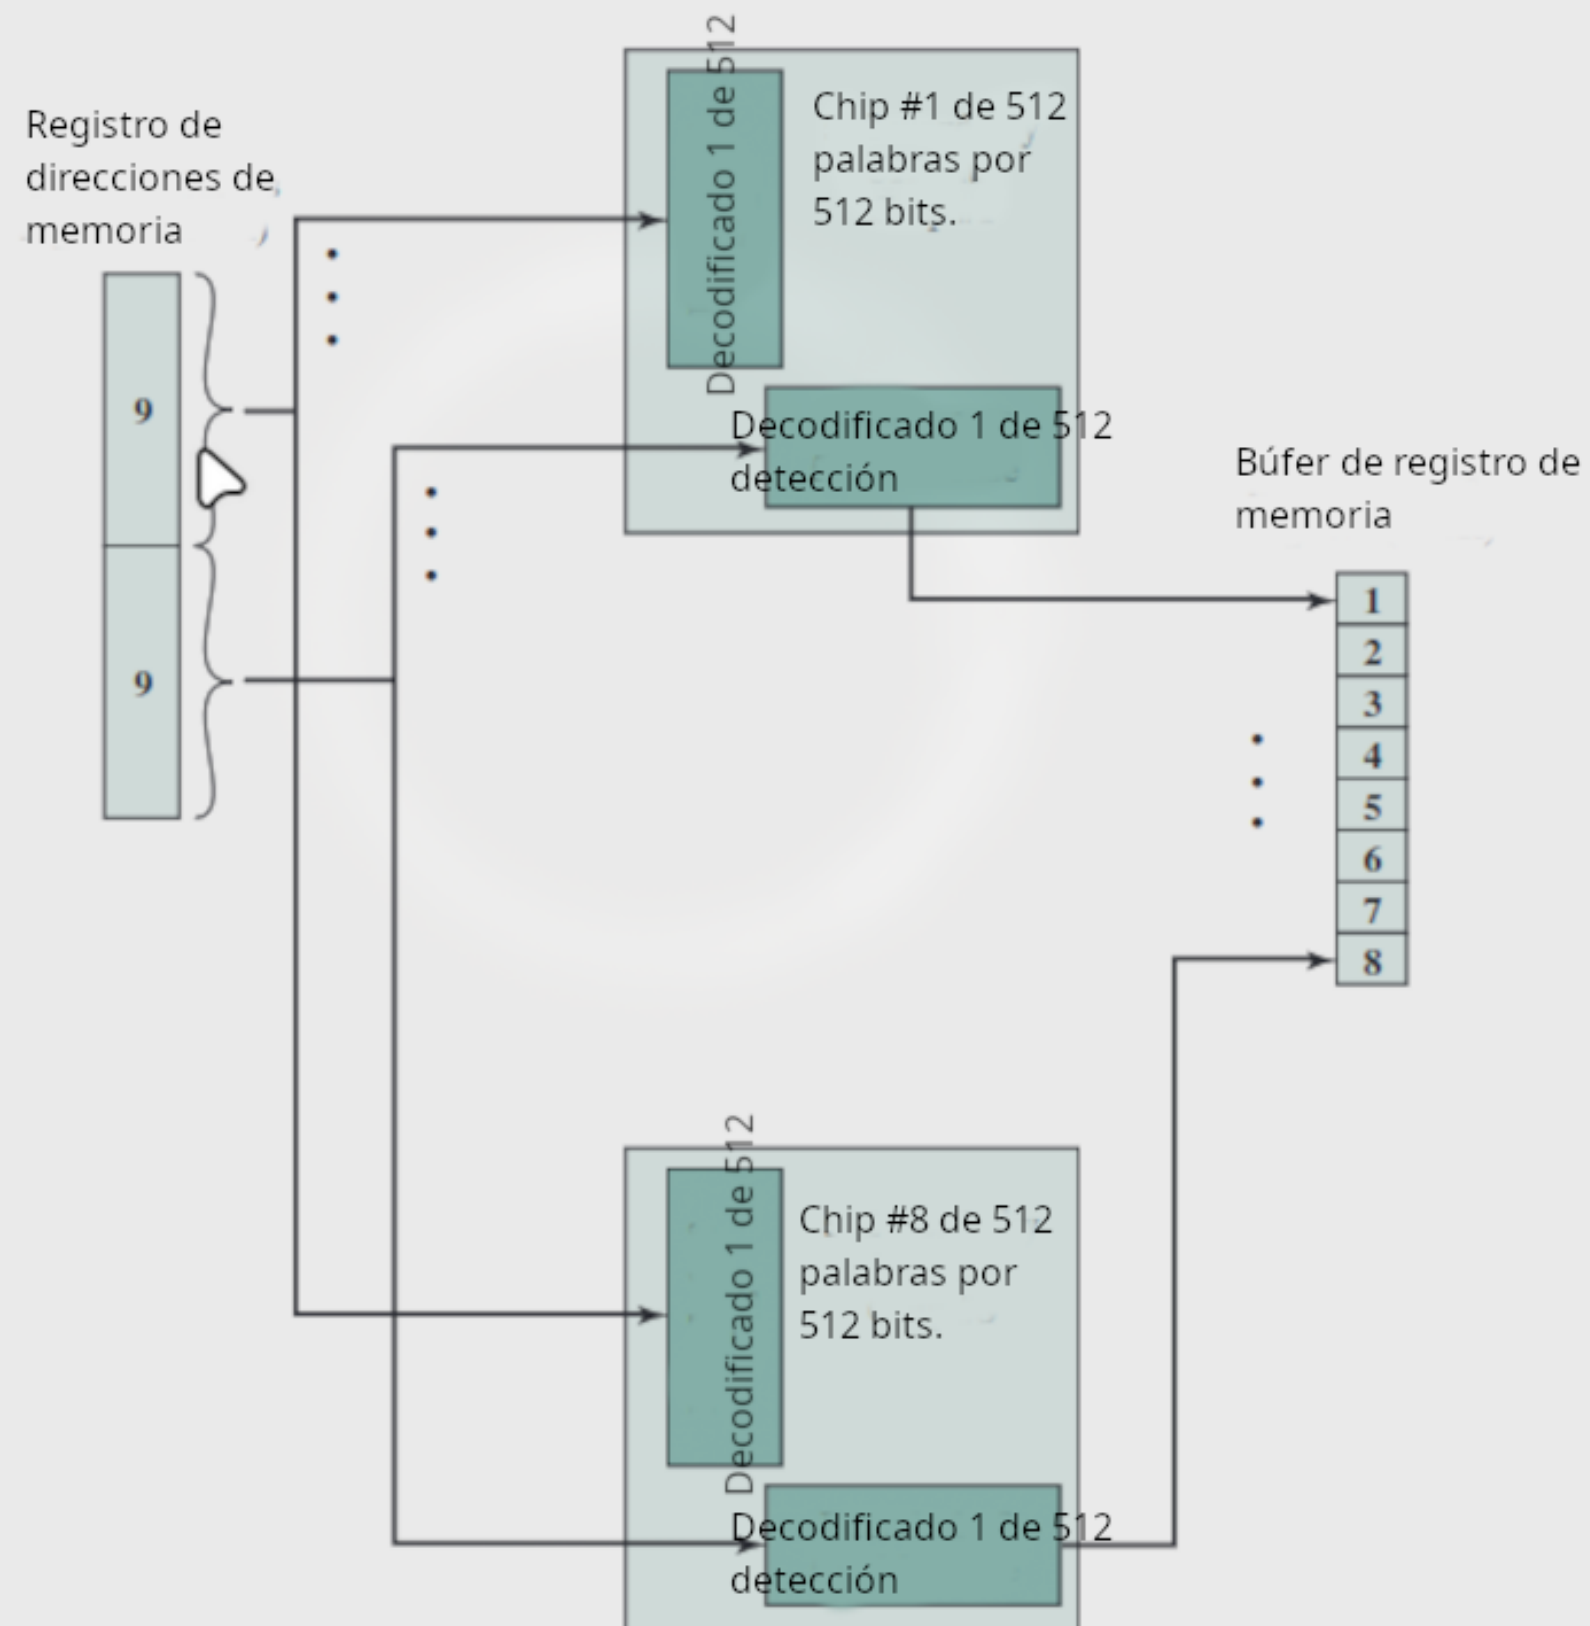 Registro de
direcciones de
memoria
9
9
Decodificado 1 de 512
Chip #1 de 512
palabras por
512 bits.
Decodificado 1 de 512
detección
Búfer de registro de
memoria
1
2
3
4
5
6
7
8
Decodificado 1 de 512
Chip #8 de 512
palabras por
512 bits.
Decodificado 1 de 512
detección